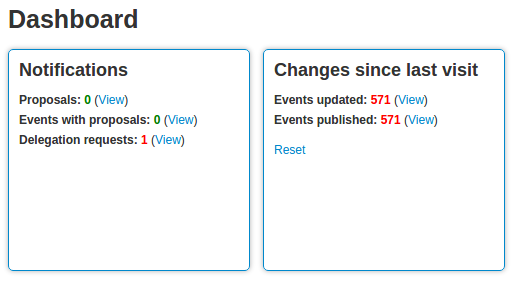 Dashboard
Notifications
Proposals: 0 (View)
Events with proposals: 0 (View)
Delegation requests: 1 (View)
Changes since last visit
Events updated: 571 (View)
Events published: 571 (View)
Reset